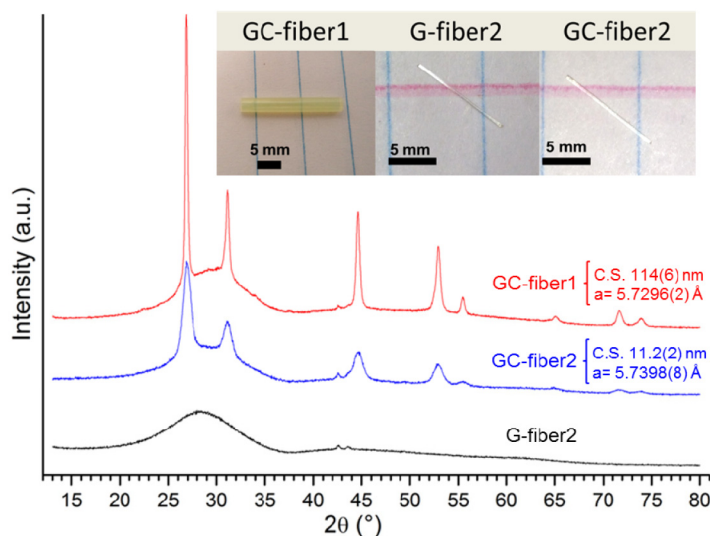 GC-fiber1 G-fiber2 GC-fiber2
5 mm 5 mm 5 mm
Intensity (a.u.)
GC-fiber1 C.S. 114(6) nm
a= 5.7296(2) Å
GC-fiber2 C.S. 11.2(2) nm
a= 5.7398(8) Å
G-fiber2
15 20 25 30 35 40 45 50 55 60 65 70 75 80
2θ (°)